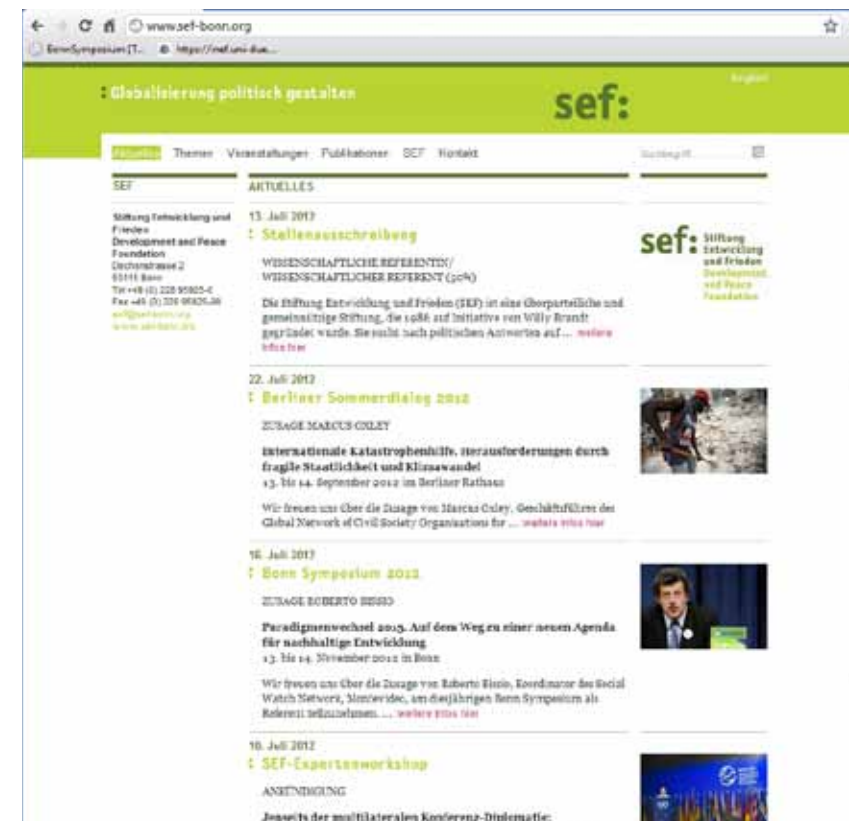 www.sef-bonn.org
BonnSymposium [T...
English
: Globalisierung politisch gestalten
sef:
Aktuelles Themen Veranstaltungen Publikationen SEF Kontakt
Suchbegriff
SEF
Stiftung Entwicklung und
Frieden
Development and Peace
Foundation
Dechenstrasse 2
53115 Bonn
sef@sef-bonn.org
www.sef-bonn.org
AKTUELLES
13. Juli 2012
: Stellenausschreibung
WISSENSCHAFTLICHE REFERENTIN/
WISSENSCHAFTLICHER REFERENT (50%)
Die Stiftung Entwicklung und Frieden (SEF) ist eine überparteiliche und
gemeinnützige Stiftung, die 1986 auf Initiative von Willy Brandt
gegründet wurde. Sie sucht nach politischen Antworten auf ... weitere
Infos hier
sef: Stiftung
Entwicklung
und Frieden
Development
and Peace
Foundation
22. Juli 2012
: Berliner Sommerdialog 2012
ZUSAGE MARCUS OXLEY
Internationale Katastrophenhilfe. Herausforderungen durch
fragile Staatlichkeit und Klimawandel
13. bis 14. September 2012 im Berliner Rathaus
Wir freuen uns über die Zusage von Marcus Oxley, Geschäftsführer des
Global Network of Civil Society Organisations for ... weitere Infos hier
16. Juli 2012
: Bonn Symposium 2012
ZUSAGE ROBERTO BISSIO
Paradigmenwechsel 2015. Auf dem Weg zu einer neuen Agenda
für nachhaltige Entwicklung
13. bis 14. November 2012 in Bonn
Wir freuen uns über die Zusage von Roberto Bissio, Koordinator des Social
Watch Network, Montevideo, am diesjährigen Bonn Symposium als
Referent teilzunehmen. ... weitere Infos hier
10. Juli 2012
: SEF-Expertenworkshop
ANKÜNDIGUNG
Jenseits der multilateralen Konferenz-Diplomatie: